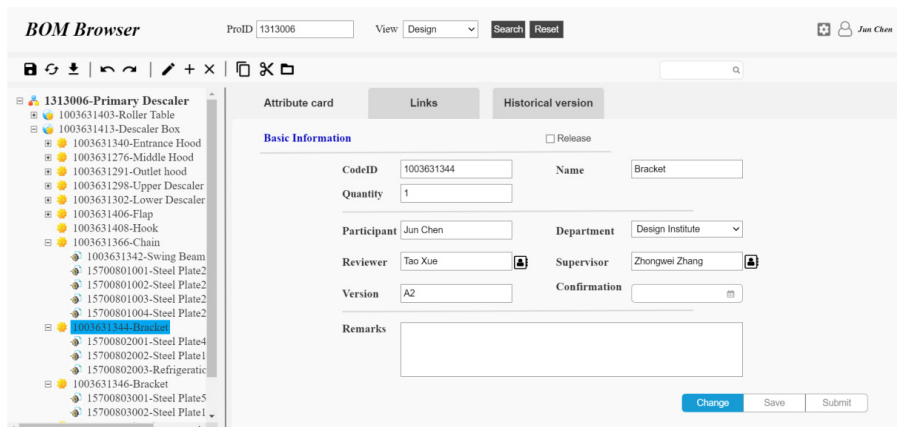 BOM Browser ProID 1313006 View Design Search Reset Jun Chen
1313006-Primary Descaler
1003631403-Roller Table
1003631413-Descaler Box
1003631340-Entrance Hood
1003631276-Middle Hood
1003631291-Outlet hood
1003631298-Upper Descaler
1003631302-Lower Descaler
1003631406-Flap
1003631408-Hook
1003631366-Chain
1003631342-Swing Beam
15700801001-Steel Plate2
15700801002-Steel Plate2
15700801003-Steel Plate2
15700801004-Steel Plate2
1003631344-Bracket
15700802001-Steel Plate4
15700802002-Steel Plate1
15700802003-Refrigeratic
1003631346-Bracket
15700803001-Steel Plate5
15700803002-Steel Plate1
Attribute card Links Historical version
Basic Information Release
CodeID 1003631344 Name Bracket
Quantity 1
Participant Jun Chen Department Design Institute
Reviewer Tao Xue Supervisor Zhongwei Zhang
Version A2 Confirmation
Remarks
Change Save Submit